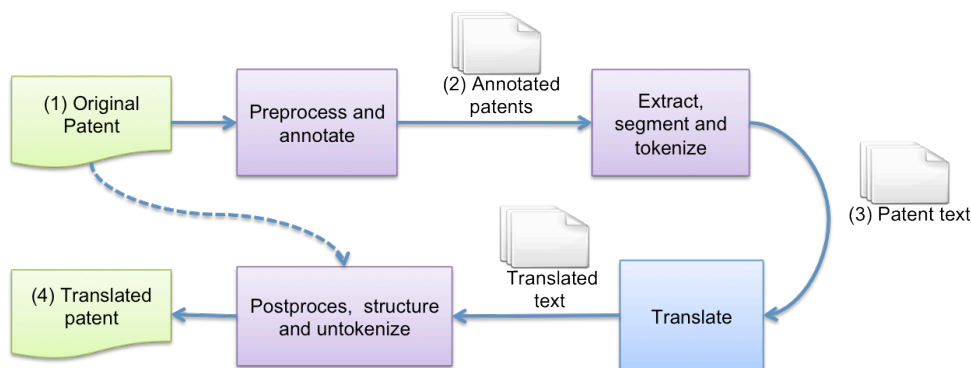 (1) Original
Patent
Preprocess and
annotate
(2) Annotated
patents
Extract,
segment and
tokenize
(3) Patent text
Translate
Translated
text
Postproces, structure
and untokenize
(4) Translated
patent